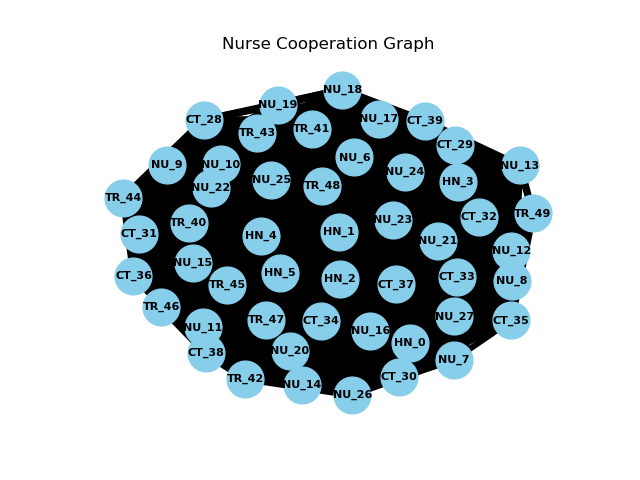 Nurse Cooperation Graph
NU_18
NU_19
CT_28
NU_17
CT_39
TR_43
TR_41
CT_29
NU_6
NU_9
NU_10
NU_13
NU_24
NU_25
HN_3
NU_22
TR_48
TR_44
TR_49
CT_32
NU_23
TR_40
HN_1
CT_31
HN_4
NU_21
NU_12
NU_15
HN_5
CT_36
HN_2
CT_33
NU_8
TR_45
CT_37
TR_46
NU_27
TR_47
CT_34
CT_35
NU_11
NU_16
HN_0
NU_20
CT_38
NU_7
CT_30
TR_42
NU_14
NU_26